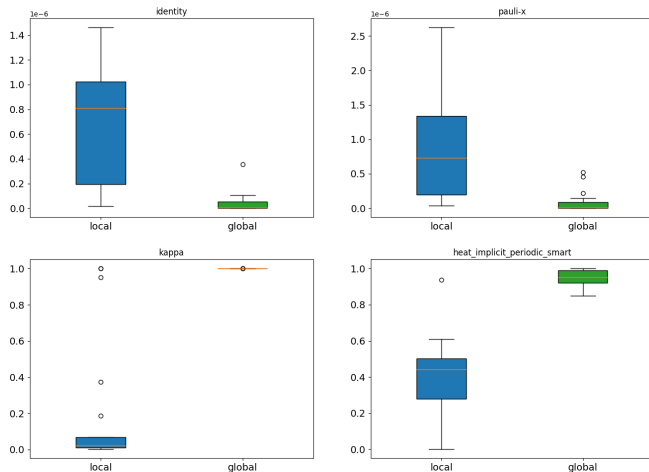 identity
1e−6
1.4
1.2
1.0
0.8
0.6
0.4
0.2
0.0
local global
pauli-x
1e−6
2.5
2.0
1.5
1.0
0.5
0.0
local global
kappa
1.0
0.8
0.6
0.4
0.2
0.0
local global
heat_implicit_periodic_smart
1.0
0.8
0.6
0.4
0.2
0.0
local global